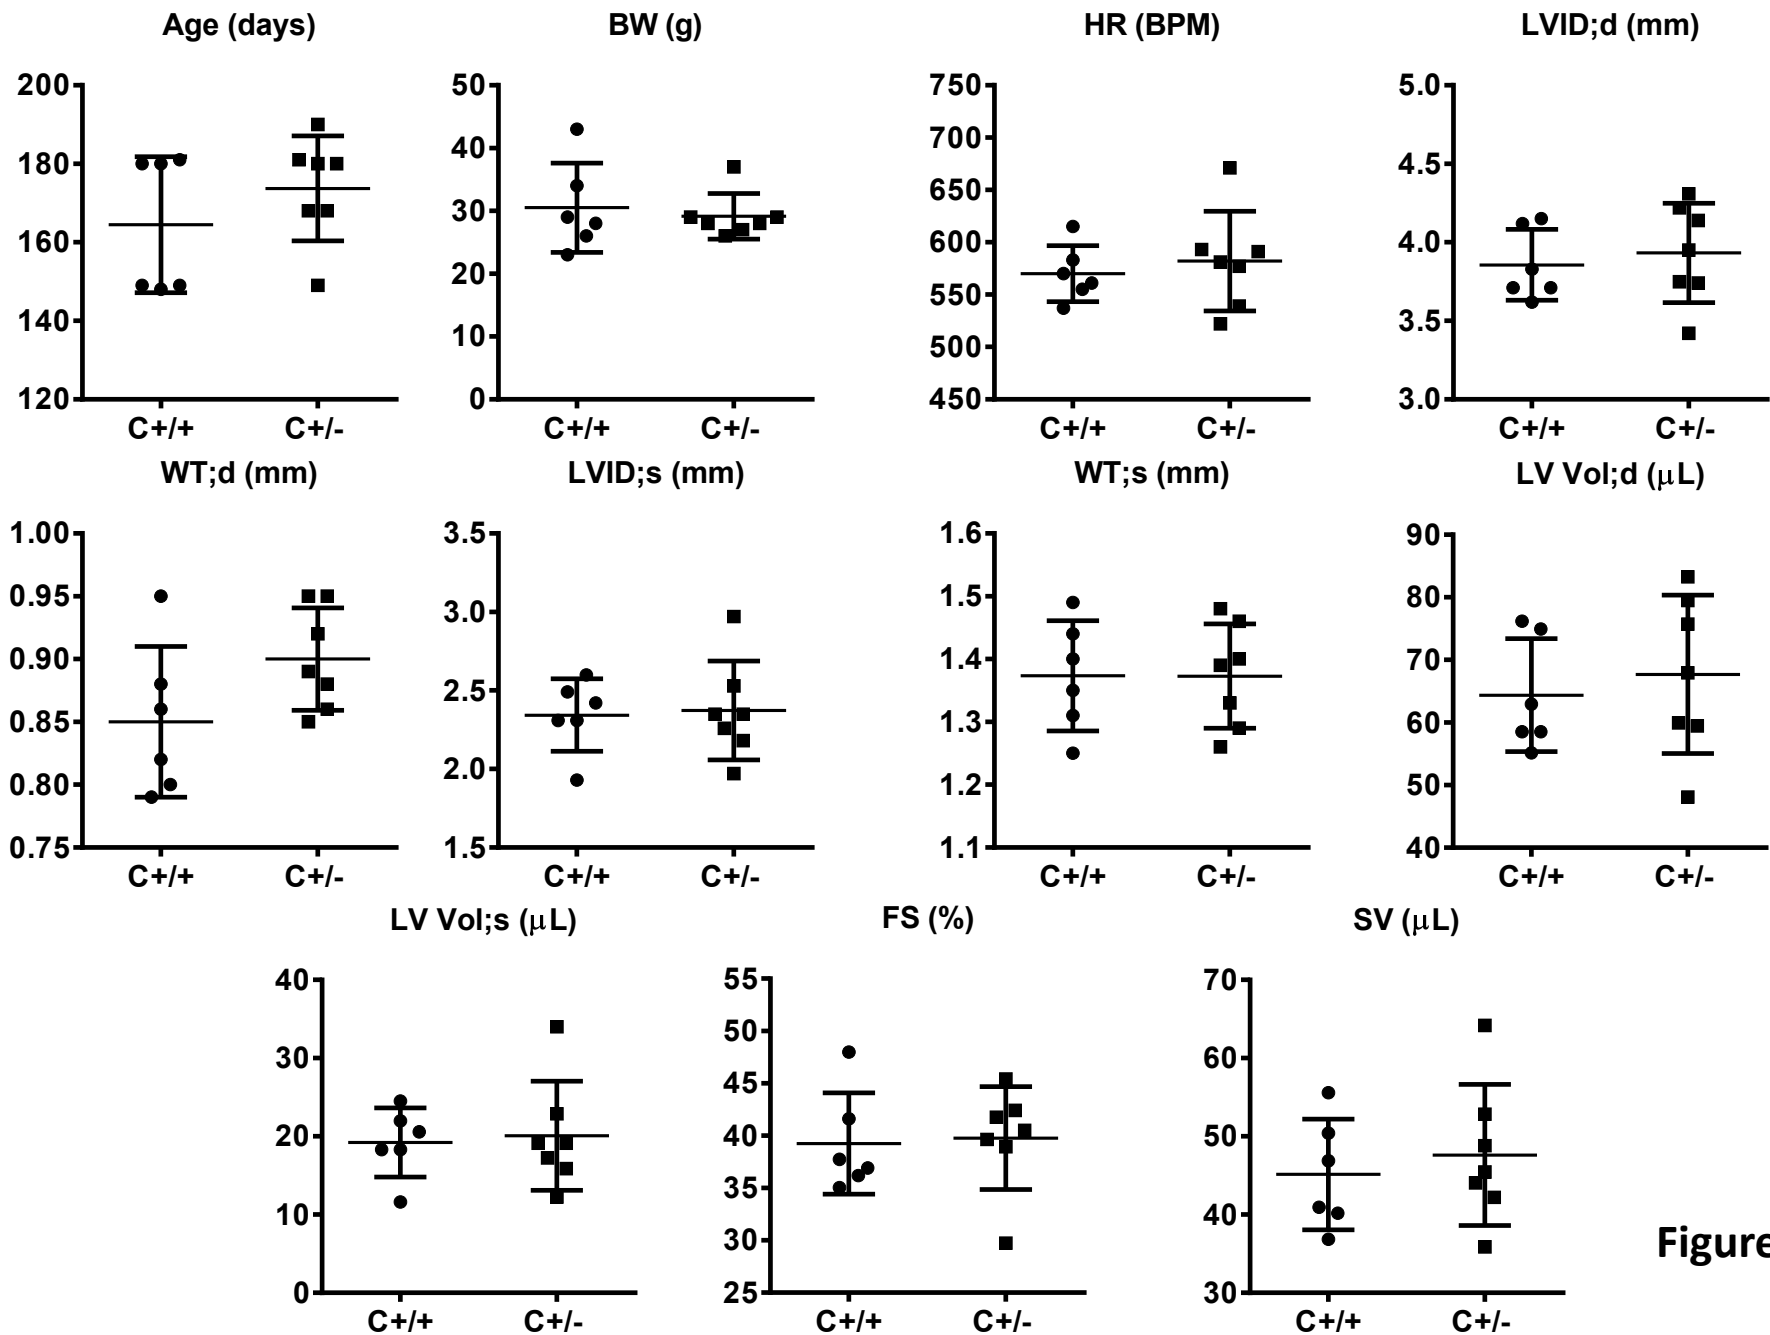 Age (days) BW (g) HR (BPM) LVID;d (mm)
200 50 750 5.0
180 40 700 4.5
160 30 650 4.0
140 20 600 3.5
120 10 550 3.0
0 500
450
C+/+ C+/- C+/+ C+/- C+/+ C+/- C+/+ C+/-
WT;d (mm) LVID;s (mm) WT;s (mm) LV Vol;d (μL)
1.00 3.5 1.6 90
0.95 3.0 1.5 80
0.90 2.5 1.4 70
0.85 2.0 1.3 60
0.80 1.5 1.2 50
0.75 1.1 40
C+/+ C+/- C+/+ C+/- C+/+ C+/- C+/+ C+/-
LV Vol;s (μL) FS (%) SV (μL)
40 55 70
30 50 60
20 45 50
10 40 40
0 35 30
30
25
C+/+ C+/- C+/+ C+/- C+/+ C+/-
Figure